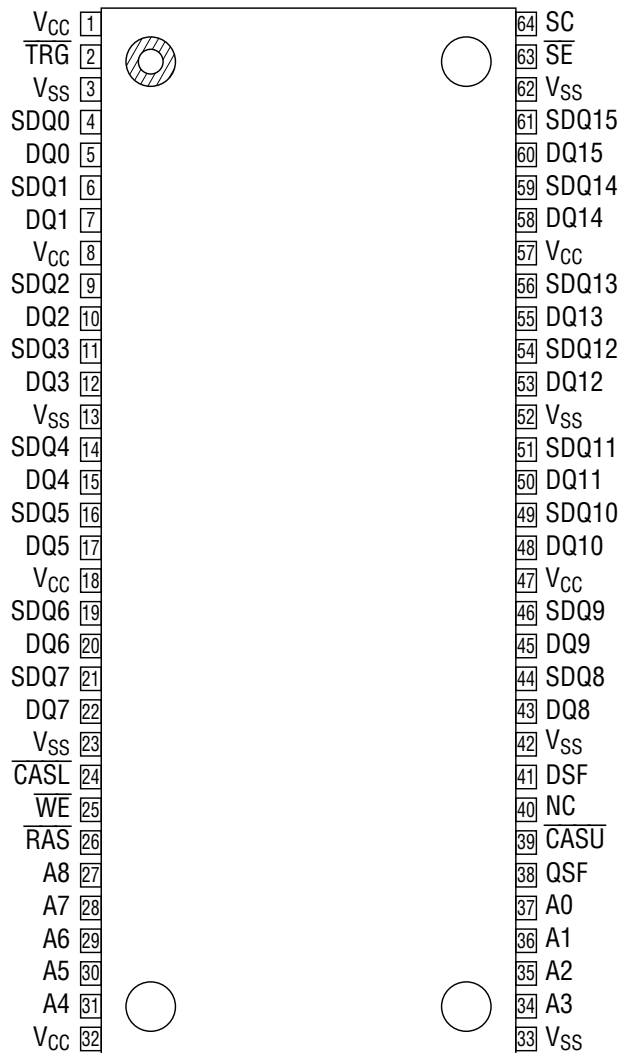 VCC 1 64 SC
TRG 2 63 SE
VSS 3 62 VSS
SDQ0 4 61 SDQ15
DQ0 5 60 DQ15
SDQ1 6 59 SDQ14
DQ1 7 58 DQ14
VCC 8 57 VCC
SDQ2 9 56 SDQ13
DQ2 10 55 DQ13
SDQ3 11 54 SDQ12
DQ3 12 53 DQ12
VSS 13 52 VSS
SDQ4 14 51 SDQ11
DQ4 15 50 DQ11
SDQ5 16 49 SDQ10
DQ5 17 48 DQ10
VCC 18 47 VCC
SDQ6 19 46 SDQ9
DQ6 20 45 DQ9
SDQ7 21 44 SDQ8
DQ7 22 43 DQ8
VSS 23 42 VSS
CASL 24 41 DSF
WE 25 40 NC
RAS 26 39 CASU
A8 27 38 QSF
A7 28 37 A0
A6 29 36 A1
A5 30 35 A2
A4 31 34 A3
VCC 32 33 VSS